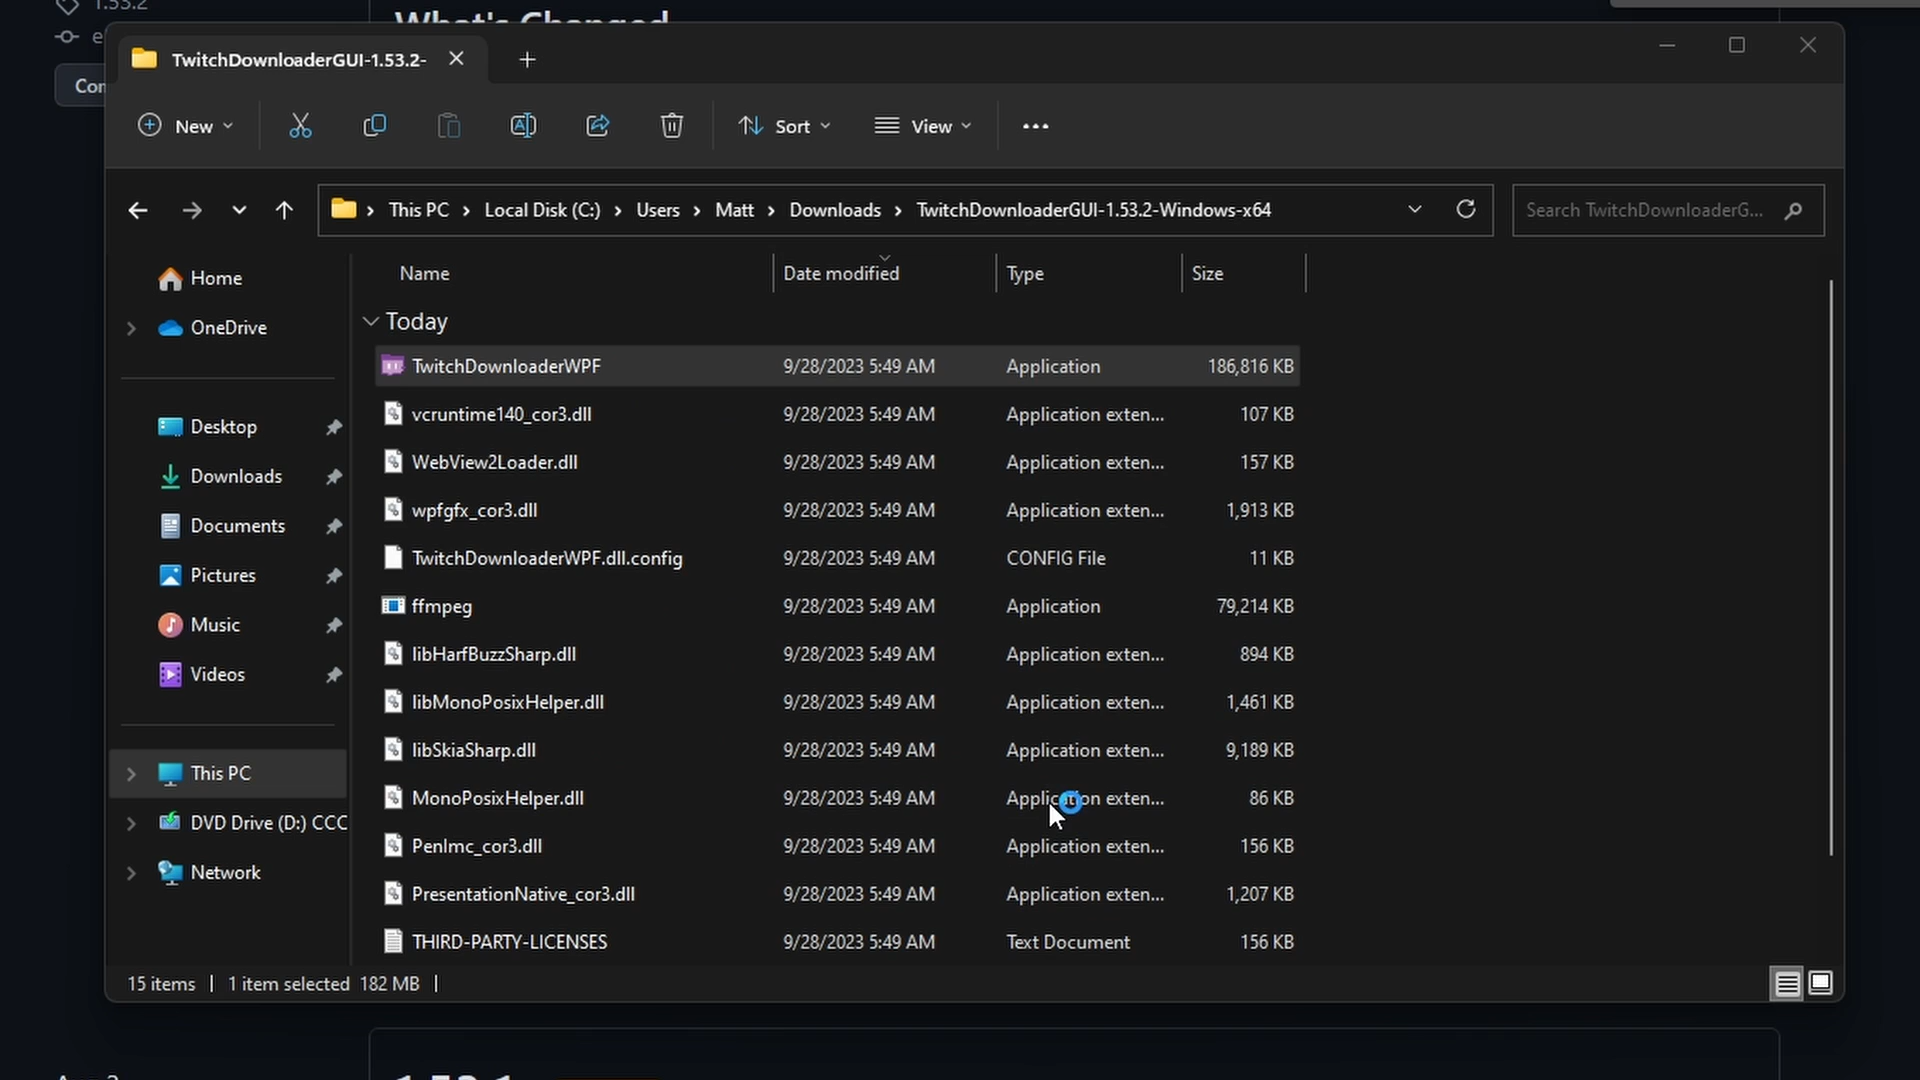 1.53.2
What's Changed
TwitchDownloaderGUI-1.53.2-
New
Sort
View
This PC > Local Disk (C:) > Users > Matt > Downloads > TwitchDownloaderGUI-1.53.2-Windows-x64
Search TwitchDownloaderG...
Name Date modified Type Size
Home
OneDrive
Desktop
Downloads
Documents
Pictures
Music
Videos
This PC
DVD Drive (D:) CCC
Network
Today
TwitchDownloaderWPF 9/28/2023 5:49 AM Application 186,816 KB
vcruntime140_cor3.dll 9/28/2023 5:49 AM Application exten... 107 KB
WebView2Loader.dll 9/28/2023 5:49 AM Application exten... 157 KB
wpfgfx_cor3.dll 9/28/2023 5:49 AM Application exten... 1,913 KB
TwitchDownloaderWPF.dll.config 9/28/2023 5:49 AM CONFIG File 11 KB
ffmpeg 9/28/2023 5:49 AM Application 79,214 KB
libHarfBuzzSharp.dll 9/28/2023 5:49 AM Application exten... 894 KB
libMonoPosixHelper.dll 9/28/2023 5:49 AM Application exten... 1,461 KB
libSkiaSharp.dll 9/28/2023 5:49 AM Application exten... 9,189 KB
MonoPosixHelper.dll 9/28/2023 5:49 AM Application exten... 86 KB
PenImc_cor3.dll 9/28/2023 5:49 AM Application exten... 156 KB
PresentationNative_cor3.dll 9/28/2023 5:49 AM Application exten... 1,207 KB
THIRD-PARTY-LICENSES 9/28/2023 5:49 AM Text Document 156 KB
15 items | 1 item selected 182 MB |
1.53.1